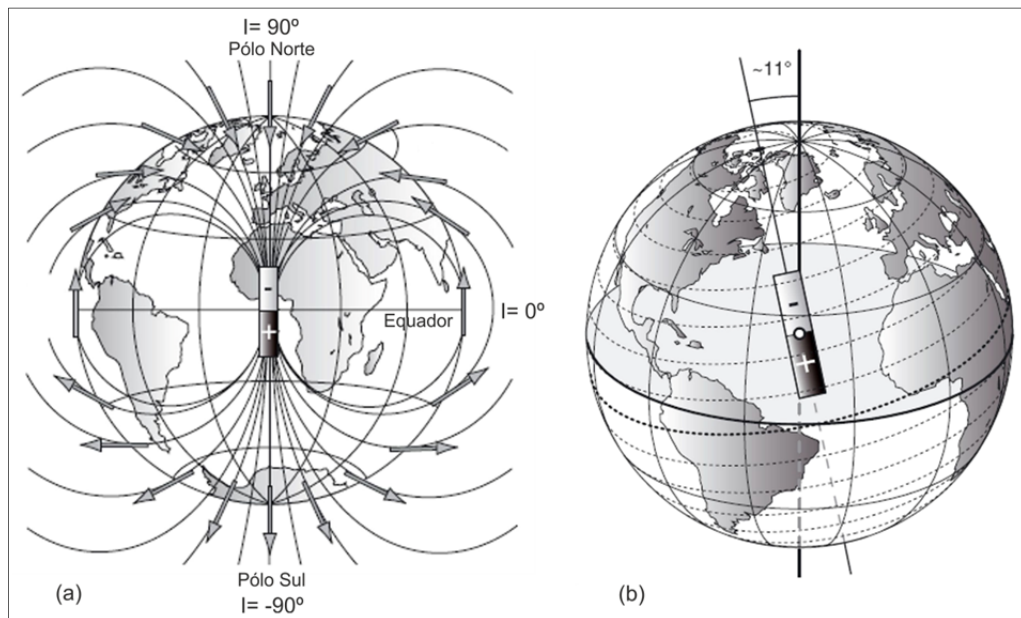 I= 90º
Pólo Norte
-
+
Equador
I= 0º
Pólo Sul
I= -90º
(a)
~11°
-
+
(b)